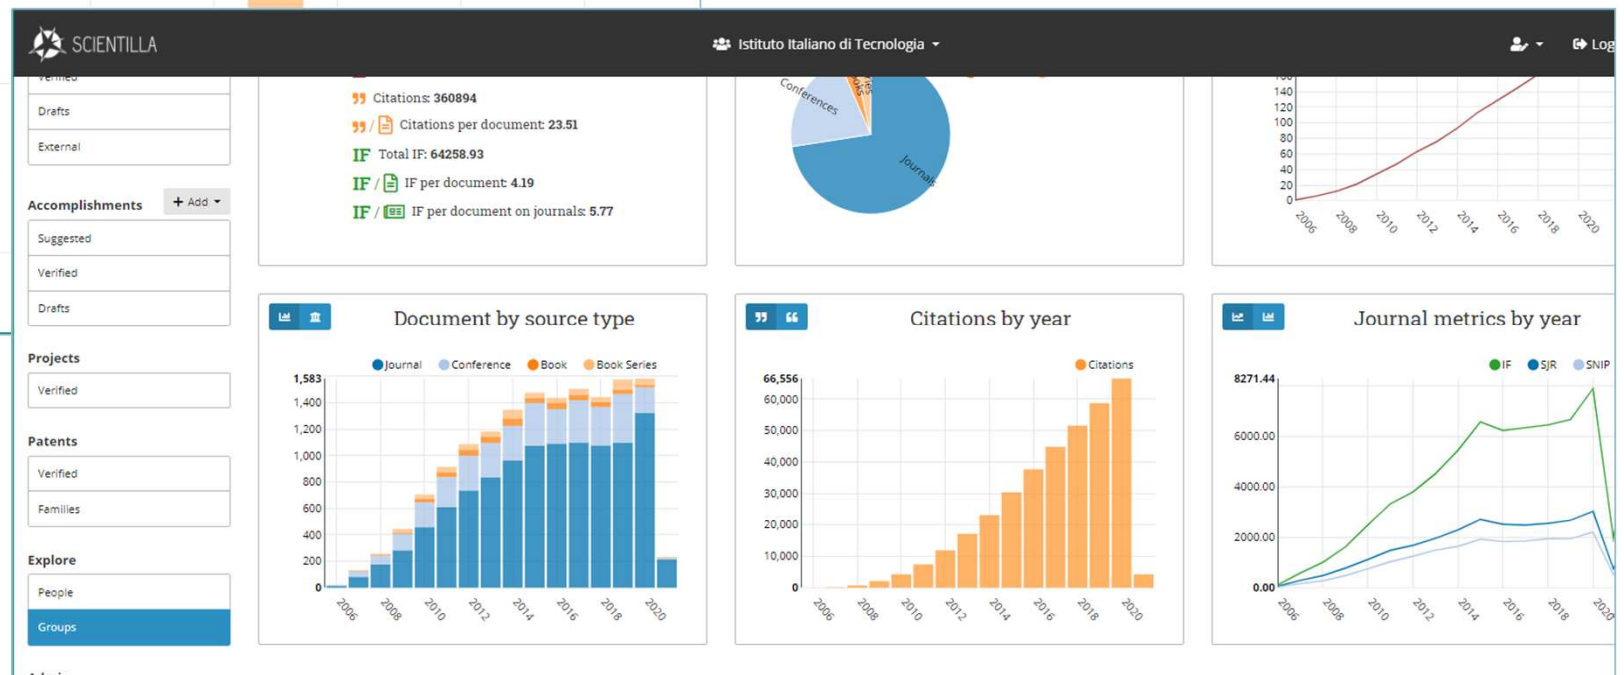 SCIENTILLA
Istituto Italiano di Tecnologia
Log
Verified
Drafts
External
Accomplishments
+ Add
Suggested
Verified
Drafts
Projects
Verified
Patents
Verified
Families
Explore
People
Groups
Citations: 360894
Citations per document: 23.51
IF Total IF: 64258.93
IF / IF per document: 4.19
IF / IF per document on journals: 5.77
Conferences
Journals
140
120
100
80
60
40
20
0
2006 2008 2010 2012 2014 2016 2018 2020
Document by source type
Journal Conference Book Book Series
1,583
1,400
1,200
1,000
800
600
400
200
0
2006 2008 2010 2012 2014 2016 2018 2020
Citations by year
Citations
66,556
60,000
50,000
40,000
30,000
20,000
10,000
0
2006 2008 2010 2012 2014 2016 2018 2020
Journal metrics by year
IF SJR SNIP
8271.44
6000.00
4000.00
2000.00
0.00
2006 2008 2010 2012 2014 2016 2018 2020